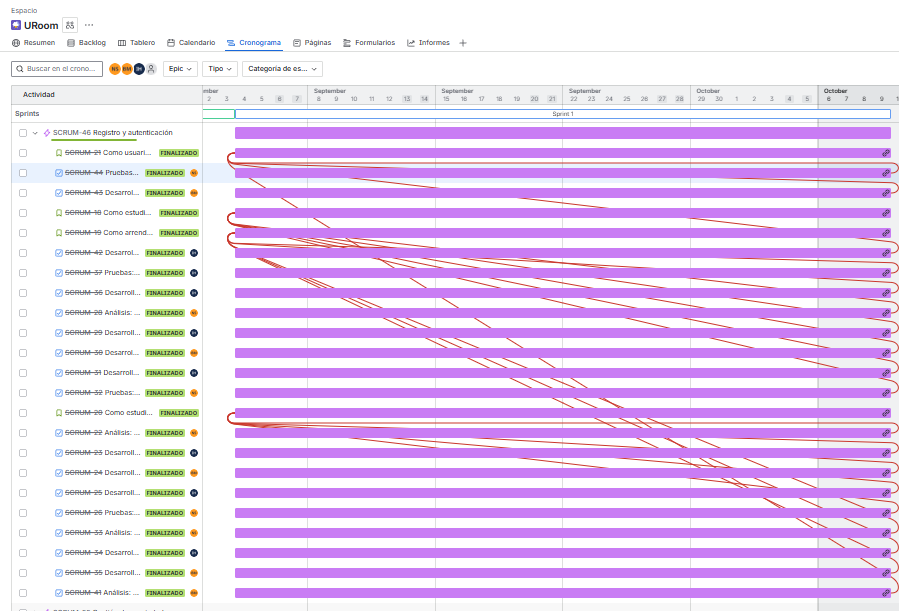 Espacio
URoom
Resumen Backlog Tablero Calendario Cronograma Páginas Formularios Informes
Buscar en el crono... NS RM IH Epic Tipo Categoría de es...
Actividad
mber September September September October October
2 3 4 5 6 7 8 9 10 11 12 13 14 15 16 17 18 19 20 21 22 23 24 25 26 27 28 29 30 1 2 3 4 5 6 7 8 9 10
Sprints Sprint 1
SCRUM-46 Registro y autenticación
SCRUM-21 Como usuari... FINALIZADO
SCRUM-44 Pruebas... FINALIZADO
SCRUM-43 Desarrol... FINALIZADO
SCRUM-18 Como estudi... FINALIZADO
SCRUM-19 Como arrend... FINALIZADO
SCRUM-42 Desarrol... FINALIZADO
SCRUM-37 Pruebas:... FINALIZADO
SCRUM-36 Desarroll... FINALIZADO
SCRUM-28 Análisis: ... FINALIZADO
SCRUM-29 Desarroll... FINALIZADO
SCRUM-30 Desarrol... FINALIZADO
SCRUM-31 Desarroll... FINALIZADO
SCRUM-32 Pruebas:... FINALIZADO
SCRUM-20 Como estudi... FINALIZADO
SCRUM-22 Análisis: ... FINALIZADO
SCRUM-23 Desarroll... FINALIZADO
SCRUM-24 Desarroll... FINALIZADO
SCRUM-25 Desarroll... FINALIZADO
SCRUM-26 Pruebas:... FINALIZADO
SCRUM-33 Análisis: ... FINALIZADO
SCRUM-34 Desarrol... FINALIZADO
SCRUM-35 Desarroll... FINALIZADO
SCRUM-41 Análisis: ... FINALIZADO